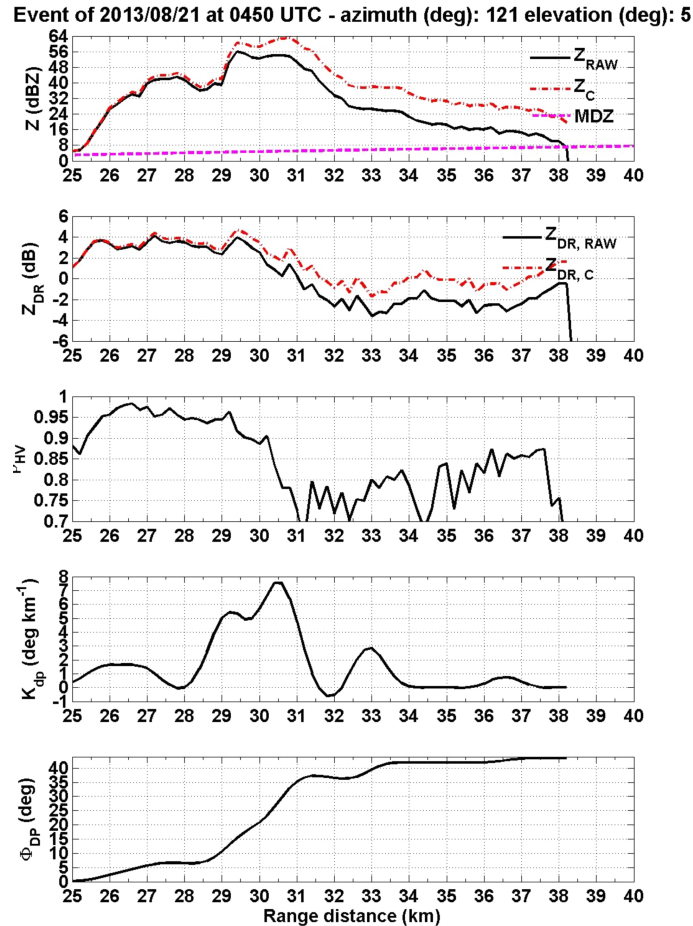 Event of 2013/08/21 at 0450 UTC - azimuth (deg): 121 elevation (deg): 5
64
56
48
40
32
24
16
8
0
Z (dBZ)
Z_RAW
Z_C
MDZ
25 26 27 28 29 30 31 32 33 34 35 36 37 38 39 40
6
4
2
0
-2
-4
-6
Z_DR (dB)
Z_DR, RAW
Z_DR, C
25 26 27 28 29 30 31 32 33 34 35 36 37 38 39 40
1
0.95
0.9
0.85
0.8
0.75
0.7
ρ_HV
25 26 27 28 29 30 31 32 33 34 35 36 37 38 39 40
8
7
6
5
4
3
2
1
0
-1
K_dp (deg km⁻¹)
25 26 27 28 29 30 31 32 33 34 35 36 37 38 39 40
40
35
30
25
20
15
10
5
0
Φ_DP (deg)
25 26 27 28 29 30 31 32 33 34 35 36 37 38 39 40
Range distance (km)